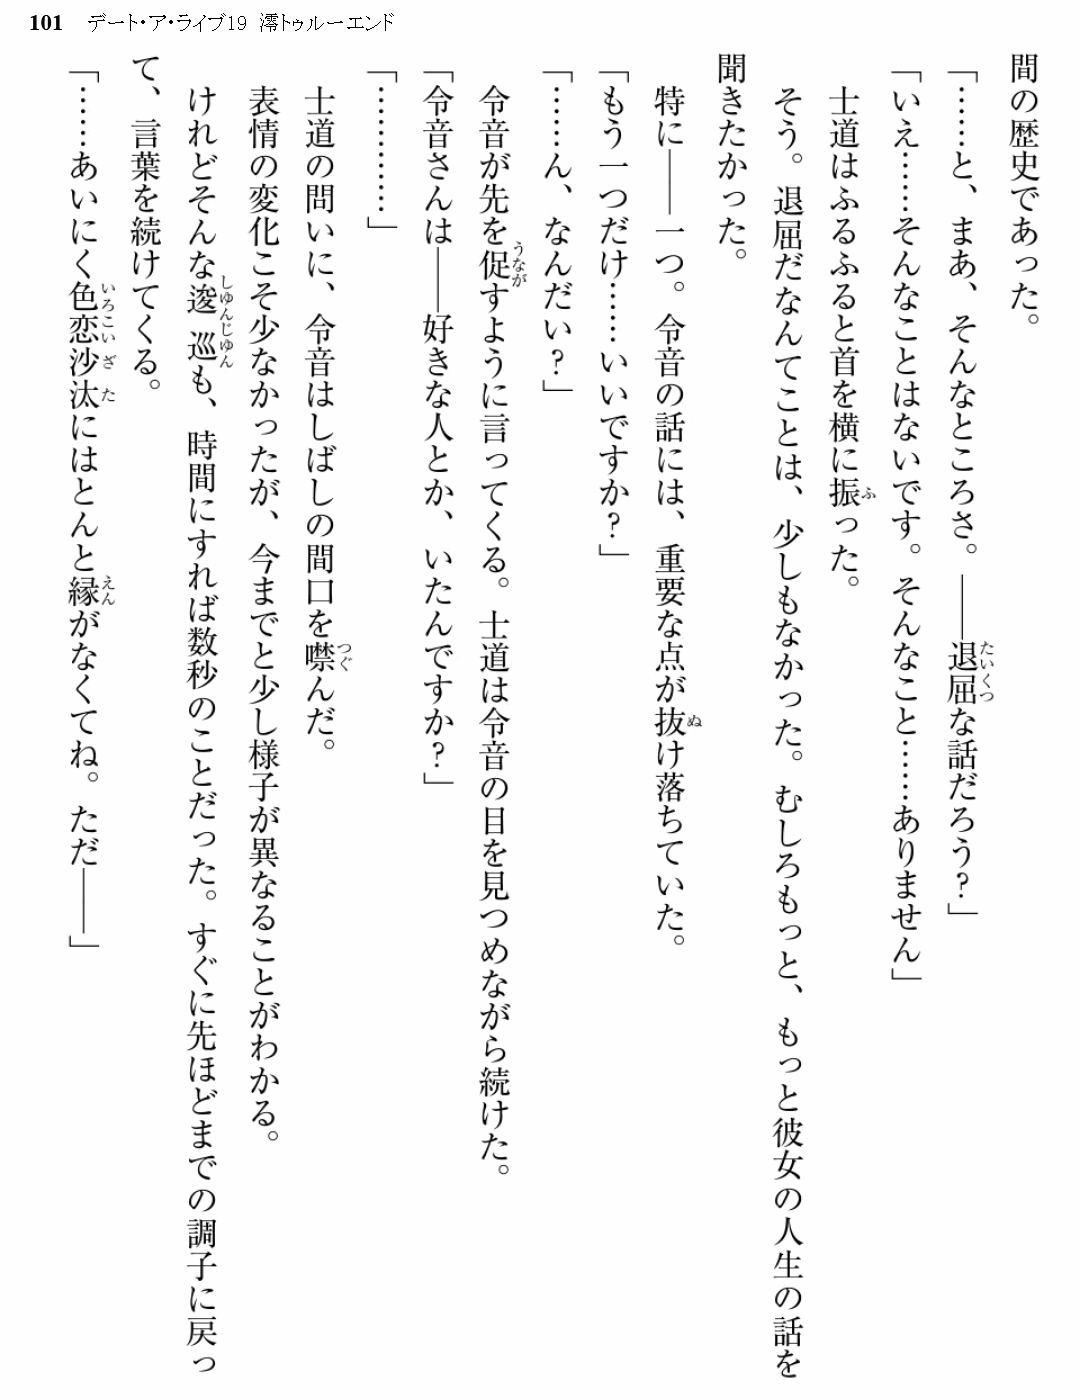 101 デート・ア・ライブ19 澪トゥルーエンド
間の歴史であった。
「……と、まあ、そんなところさ。――退屈な話だろう？」
「いえ……そんなことはないです。そんなこと……ありません」
士道はふるふると首を横に振った。
そう。退屈だなんてことは、少しもなかった。むしろもっと、もっと彼女の人生の話を
聞きたかった。
特に――一つ。令音の話には、重要な点が抜け落ちていた。
「もう一つだけ……いいですか？」
「……ん、なんだい？」
令音が先を促すように言ってくる。士道は令音の目を見つめながら続けた。
「令音さんは――好きな人とか、いたんですか？」
「…………」
士道の問いに、令音はしばしの間口を噤んだ。
表情の変化こそ少なかったが、今までと少し様子が異なることがわかる。
けれどそんな逡巡も、時間にすれば数秒のことだった。すぐに先ほどまでの調子に戻っ
て、言葉を続けてくる。
「……あいにく色恋沙汰にはとんと縁がなくてね。ただ――」